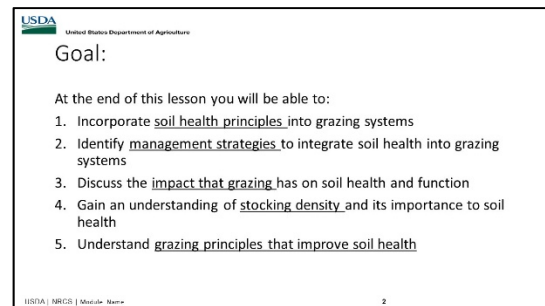 USDA
United States Department of Agriculture
Goal:
At the end of this lesson you will be able to:
1. Incorporate soil health principles into grazing systems
2. Identify management strategies to integrate soil health into grazing
systems
3. Discuss the impact that grazing has on soil health and function
4. Gain an understanding of stocking density and its importance to soil
health
5. Understand grazing principles that improve soil health
USDA | NRCS | Module Name 2